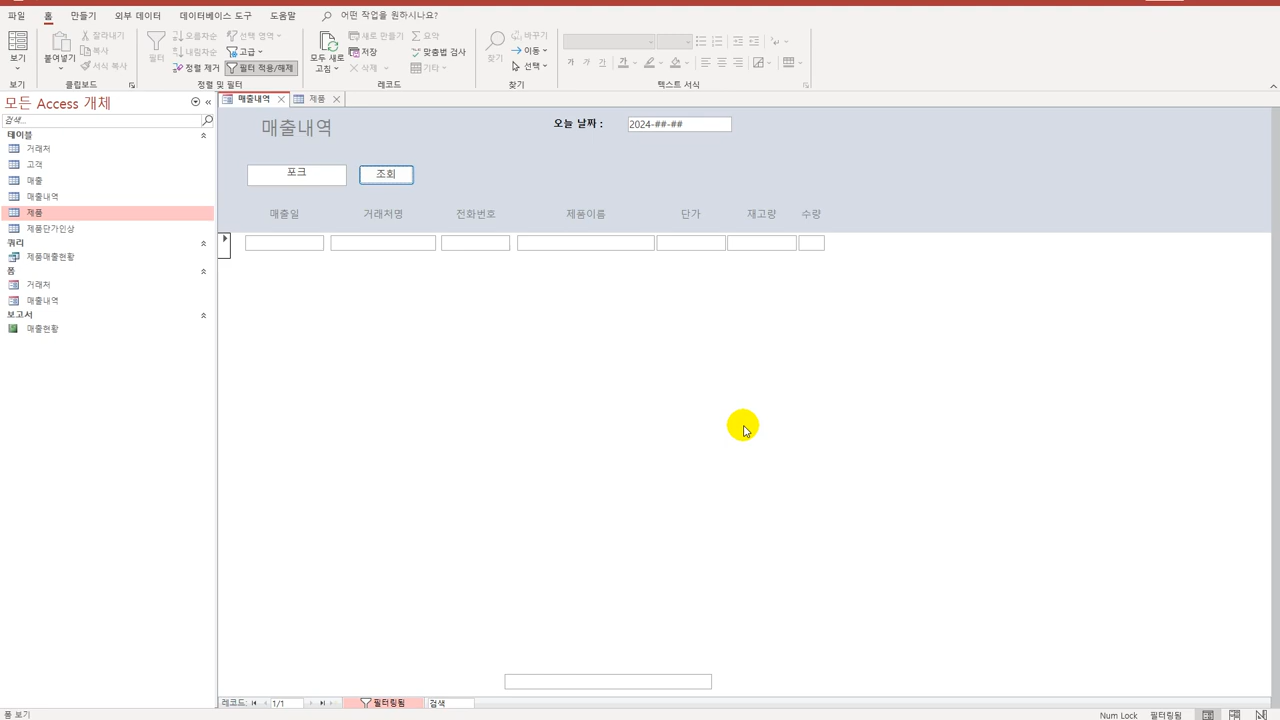 파일 홈 만들기 외부 데이터 데이터베이스 도구 도움말 어떤 작업을 원하시나요?
보기
보기
붙여넣기
잘라내기
복사
서식 복사
클립보드
필터
오름차순
내림차순
정렬 제거
선택 영역
고급
필터 적용/해제
정렬 및 필터
모두 새로
고침
새로 만들기
저장
삭제
요약
맞춤법 검사
기타
레코드
찾기
바꾸기
이동
선택
찾기
가 가 가 가
텍스트 서식
모든 Access 개체
검색...
테이블
거래처
고객
매출
매출내역
제품
제품단가인상
쿼리
제품매출현황
폼
거래처
매출내역
보고서
매출현황
매출내역 제품
매출내역 오늘 날짜 : 2024-##-##
포크 조회
매출일 거래처명 전화번호 제품이름 단가 재고량 수량
레코드: 1/1 필터링됨 검색
폼 보기 Num Lock 필터링됨